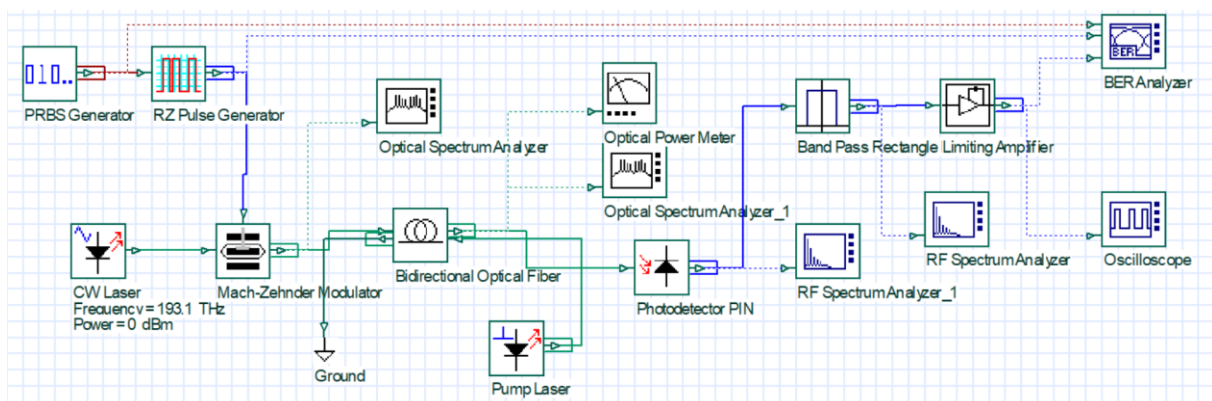 BER
BER Analyzer
010..
PRBS Generator
RZ Pulse Generator
Optical Spectrum Analyzer
Optical Power Meter
Band Pass Rectangle
Limiting Amplifier
Optical Spectrum Analyzer_1
CW Laser
Frequency = 193.1 THz
Power = 0 dBm
Mach-Zehnder Modulator
Bidirectional Optical Fiber
Photodetector PIN
RF Spectrum Analyzer_1
RF Spectrum Analyzer
Oscilloscope
Ground
Pump Laser